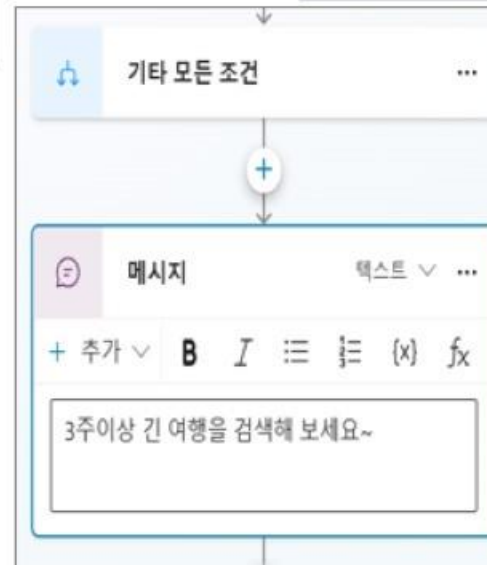 기타 모든 조건 ...
메시지 텍스트 ...
+ 추가 B I {x} fx
3주이상 긴 여행을 검색해 보세요~